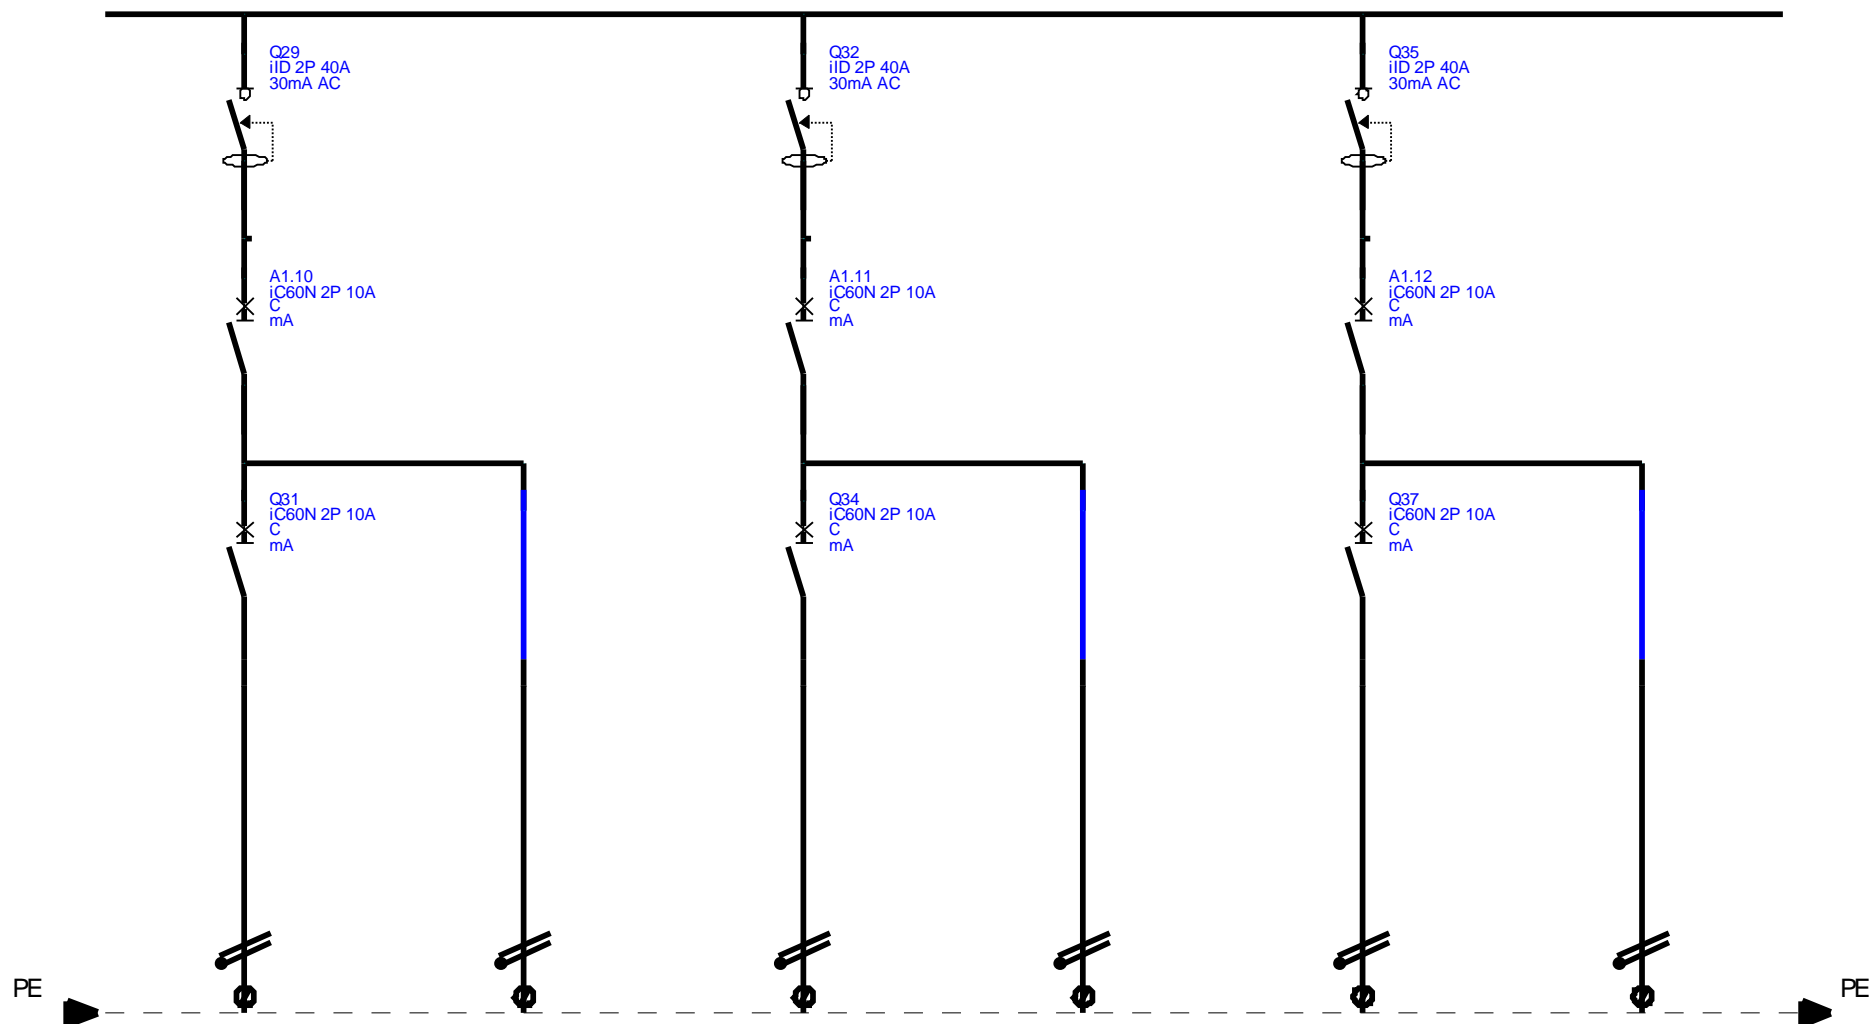 Q29
iID 2P 40A
30mA AC
Q32
iID 2P 40A
30mA AC
Q35
iID 2P 40A
30mA AC
A1.10
iC60N 2P 10A
C
mA
A1.11
iC60N 2P 10A
C
mA
A1.12
iC60N 2P 10A
C
mA
Q31
iC60N 2P 10A
C
mA
Q34
iC60N 2P 10A
C
mA
Q37
iC60N 2P 10A
C
mA
PE
PE